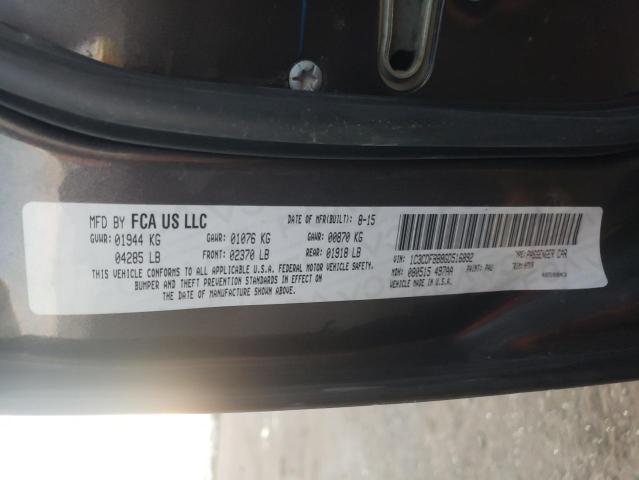 MFD BY FCA US LLC
DATE OF MFR(BUILT): 8-15
GVWR: 01944 KG GAWR: 01076 KG GAWR: 00870 KG
04285 LB FRONT: 02370 LB REAR: 01918 LB
THIS VEHICLE CONFORMS TO ALL APPLICABLE U.S.A. FEDERAL MOTOR VEHICLE SAFETY,
BUMPER AND THEFT PREVENTION STANDARDS IN EFFECT ON
THE DATE OF MANUFACTURE SHOWN ABOVE.
VIN: TYPE: PASSENGER CAR
MDH: 080515 PAINT: PAU TRIM:
VEHICLE MADE IN U.S.A.